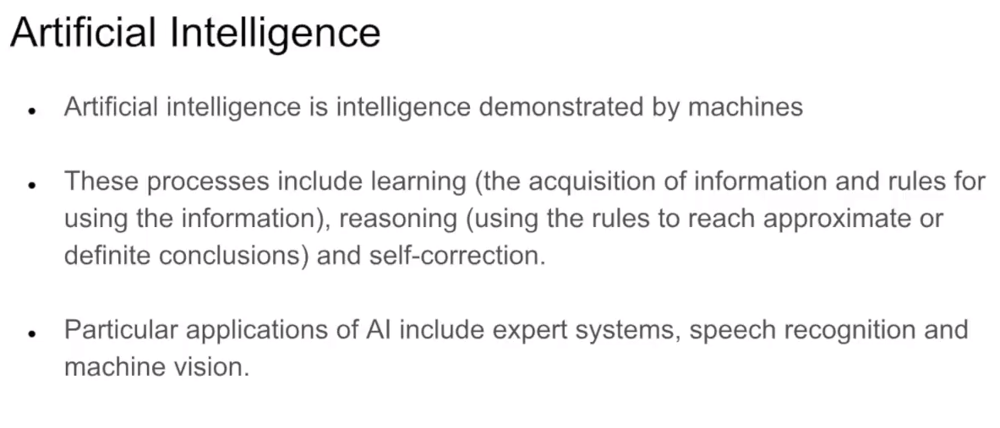 Artificial Intelligence
• Artificial intelligence is intelligence demonstrated by machines
• These processes include learning (the acquisition of information and rules for
using the information), reasoning (using the rules to reach approximate or
definite conclusions) and self-correction.
• Particular applications of AI include expert systems, speech recognition and
machine vision.